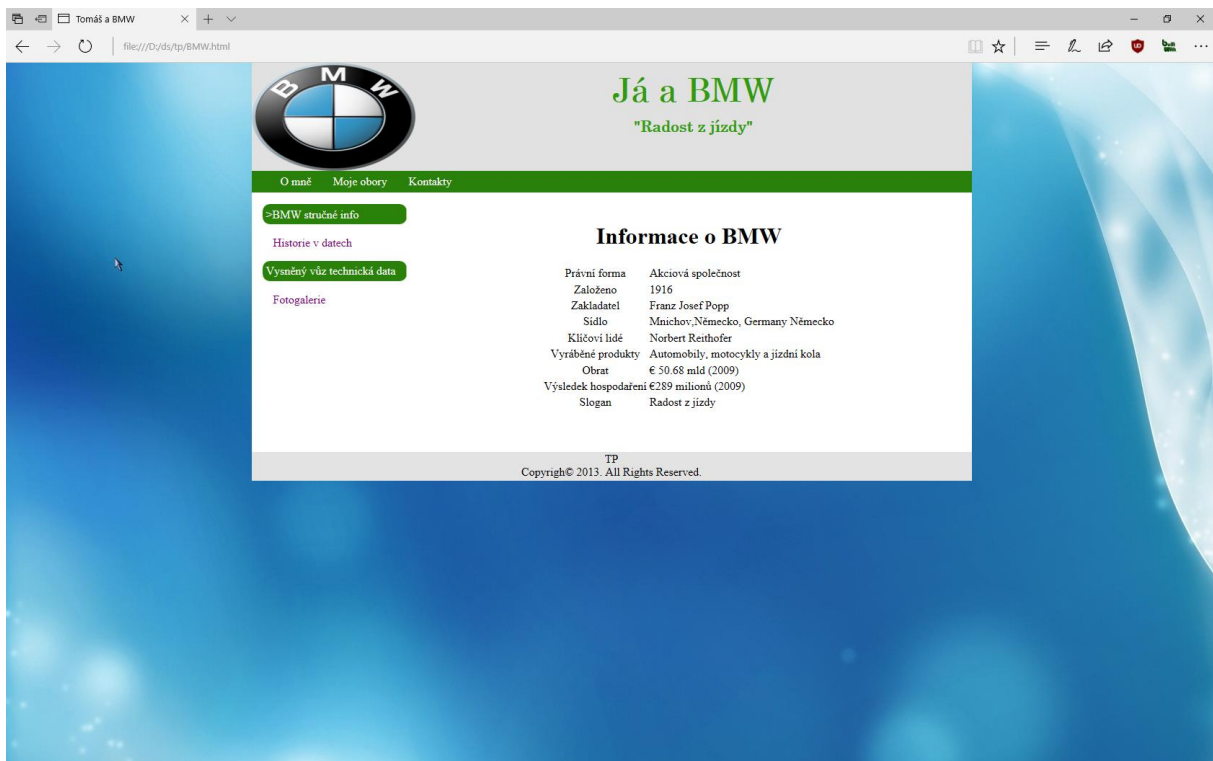 Tomáš a BMW
file:///D:/ds/tp/BMW.html
BMW
Já a BMW
"Radost z jízdy"
O mně Moje obory Kontakty
>BMW stručné info
Historie v datech
Vysněný vůz technická data
Fotogalerie
Informace o BMW
Právní forma Akciová společnost
Založeno 1916
Zakladatel Franz Josef Popp
Sídlo Mnichov,Německo, Germany Německo
Klíčoví lidé Norbert Reithofer
Vyráběné produkty Automobily, motocykly a jízdní kola
Obrat € 50.68 mld (2009)
Výsledek hospodaření €289 milionů (2009)
Slogan Radost z jízdy
TP
Copyrigh© 2013. All Rights Reserved.